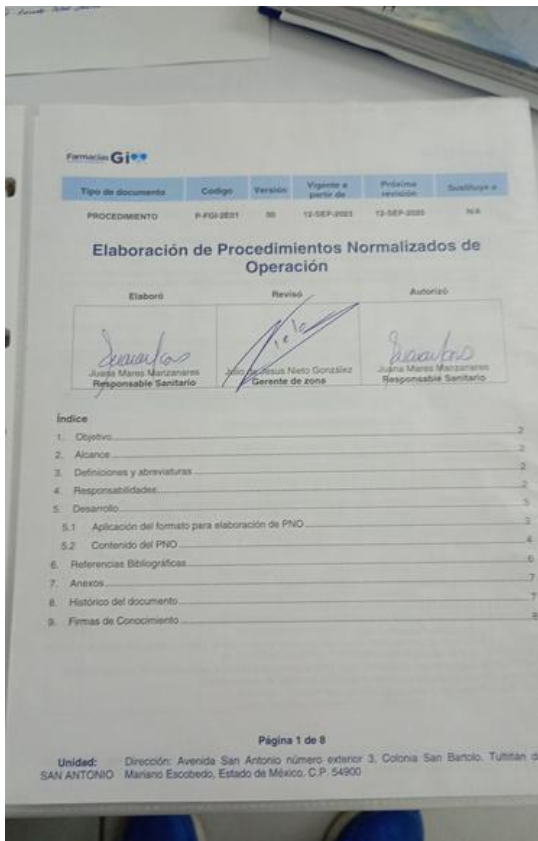 Farmacias Gi
Tipo de documento Codigo Versión Vigente a partir de Próxima revisión Sustituye a
PROCEDIMIENTO P-FGI-2E01 00 12-SEP-2023 12-SEP-2025 N/A
Elaboración de Procedimientos Normalizados de
Operación
Elaboró Revisó Autorizó
Juana Mares Manzanares Julio de Jesus Nieto González Juana Mares Manzanares
Responsable Sanitario Gerente de zona Responsable Sanitario
Índice
1. Objetivo 2
2. Alcance 2
3. Definiciones y abreviaturas 2
4. Responsabilidades 2
5. Desarrollo 3
5.1 Aplicación del formato para elaboración de PNO 3
5.2 Contenido del PNO 4
6. Referencias Bibliográficas 6
7. Anexos 7
8. Histórico del documento 7
9. Firmas de Conocimiento 8
Página 1 de 8
Unidad: Dirección: Avenida San Antonio número exterior 3, Colonia San Bartolo, Tultitlán d
SAN ANTONIO Mariano Escobedo, Estado de México, C.P. 54900